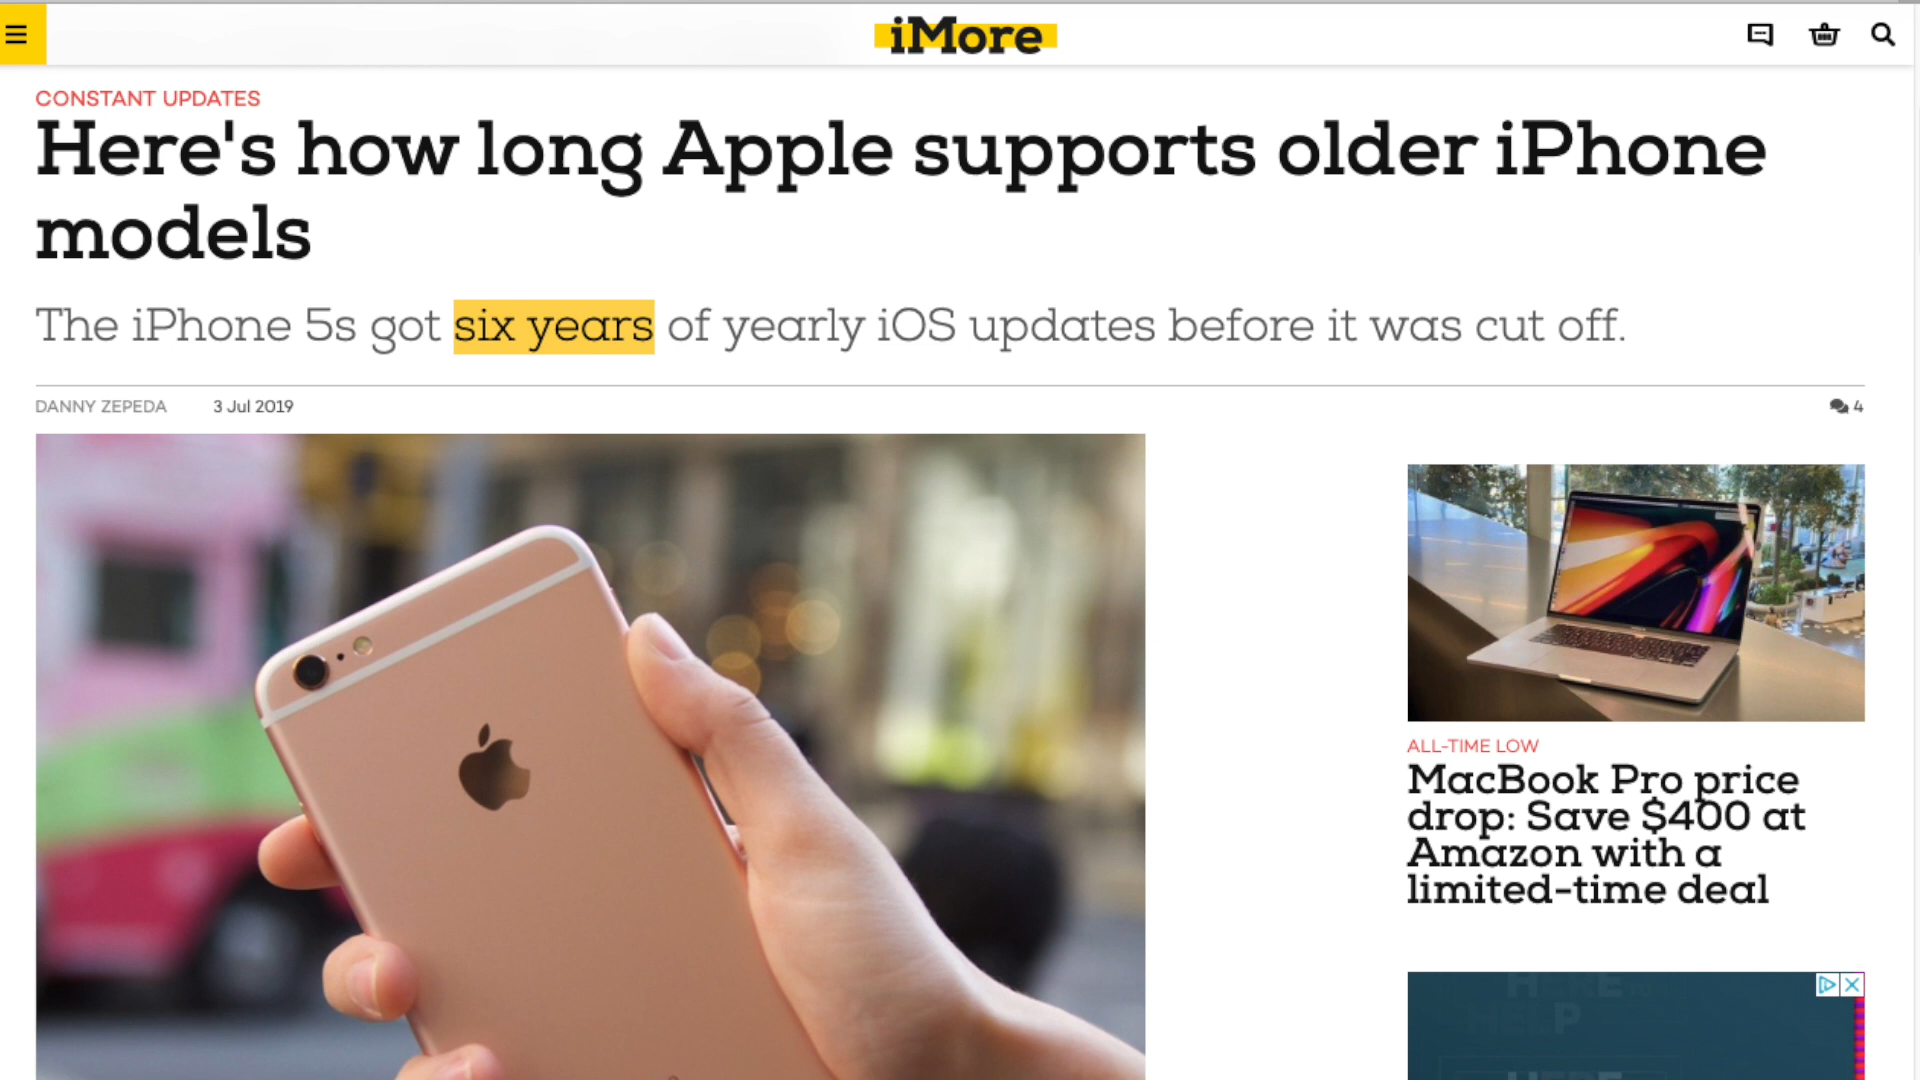 iMore
CONSTANT UPDATES
Here's how long Apple supports older iPhone
models
The iPhone 5s got six years of yearly iOS updates before it was cut off.
DANNY ZEPEDA 3 Jul 2019 4
ALL-TIME LOW
MacBook Pro price
drop: Save $400 at
Amazon with a
limited-time deal
HELP